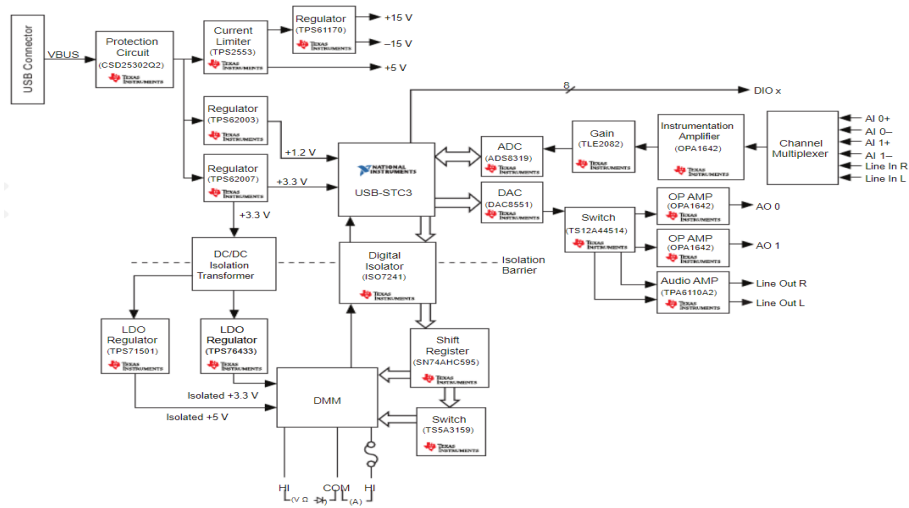 USB Connector
VBUS
Protection
Circuit
(CSD25302Q2)
TEXAS
INSTRUMENTS
Current
Limiter
(TPS2553)
TEXAS
INSTRUMENTS
Regulator
(TPS61170)
TEXAS
INSTRUMENTS
+15 V
–15 V
+5 V
Regulator
(TPS62003)
TEXAS
INSTRUMENTS
+1.2 V
Regulator
(TPS62007)
TEXAS
INSTRUMENTS
+3.3 V
+3.3 V
NATIONAL
INSTRUMENTS
USB-STC3
8
DIO x
ADC
(ADS8319)
TEXAS
INSTRUMENTS
Gain
(TLE2082)
TEXAS
INSTRUMENTS
Instrumentation
Amplifier
(OPA1642)
TEXAS
INSTRUMENTS
Channel
Multiplexer
AI 0+
AI 0–
AI 1+
AI 1–
Line In R
Line In L
DAC
(DAC8551)
TEXAS
INSTRUMENTS
Switch
(TS12A44514)
TEXAS
INSTRUMENTS
OP AMP
(OPA1642)
TEXAS
INSTRUMENTS
AO 0
OP AMP
(OPA1642)
TEXAS
INSTRUMENTS
AO 1
Audio AMP
(TPA6110A2)
TEXAS
INSTRUMENTS
Line Out R
Line Out L
DC/DC
Isolation
Transformer
Digital
Isolator
(ISO7241)
TEXAS
INSTRUMENTS
Isolation
Barrier
LDO
Regulator
(TPS71501)
TEXAS
INSTRUMENTS
LDO
Regulator
(TPS76433)
TEXAS
INSTRUMENTS
Shift
Register
(SN74AHC595)
TEXAS
INSTRUMENTS
Isolated +3.3 V
Isolated +5 V
DMM
Switch
(TS5A3159)
TEXAS
INSTRUMENTS
HI
COM
HI
(V Ω )
(A)